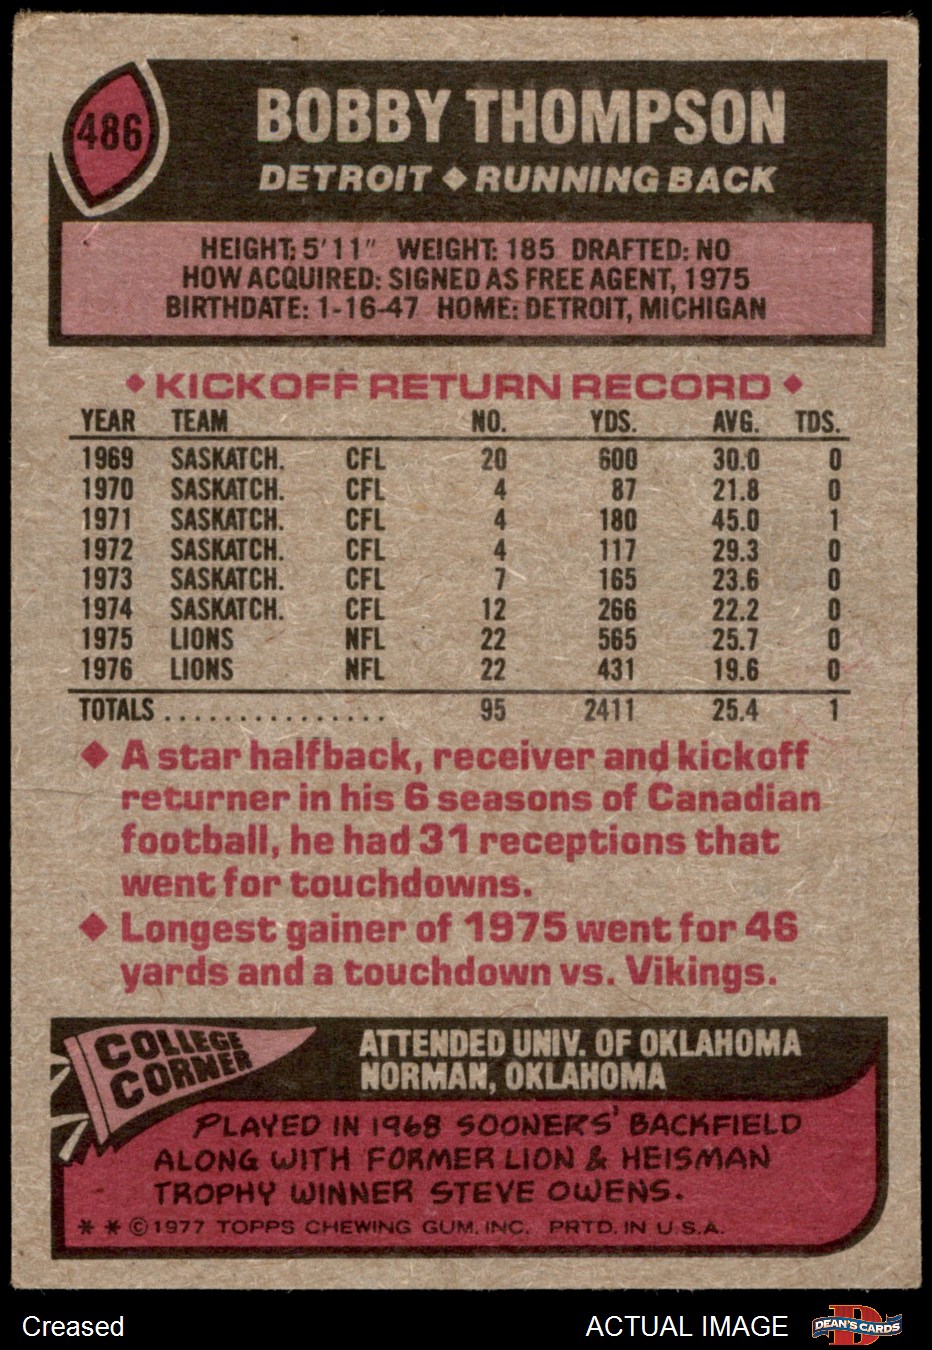 486
BOBBY THOMPSON
DETROIT ◆ RUNNING BACK
HEIGHT: 5'11" WEIGHT: 185 DRAFTED: NO
HOW ACQUIRED: SIGNED AS FREE AGENT, 1975
BIRTHDATE: 1-16-47 HOME: DETROIT, MICHIGAN
◆ KICKOFF RETURN RECORD ◆
YEAR TEAM NO. YDS. AVG. TDS.
1969 SASKATCH. CFL 20 600 30.0 0
1970 SASKATCH. CFL 4 87 21.8 0
1971 SASKATCH. CFL 4 180 45.0 1
1972 SASKATCH. CFL 4 117 29.3 0
1973 SASKATCH. CFL 7 165 23.6 0
1974 SASKATCH. CFL 12 266 22.2 0
1975 LIONS NFL 22 565 25.7 0
1976 LIONS NFL 22 431 19.6 0
TOTALS ............... 95 2411 25.4 1
◆ A star halfback, receiver and kickoff
returner in his 6 seasons of Canadian
football, he had 31 receptions that
went for touchdowns.
◆ Longest gainer of 1975 went for 46
yards and a touchdown vs. Vikings.
COLLEGE
CORNER
ATTENDED UNIV. OF OKLAHOMA
NORMAN, OKLAHOMA
PLAYED IN 1968 SOONERS' BACKFIELD
ALONG WITH FORMER LION & HEISMAN
TROPHY WINNER STEVE OWENS.
* * © 1977 TOPPS CHEWING GUM, INC. PRTD. IN U.S.A.
Creased
ACTUAL IMAGE
D
DEAN'S CARDS